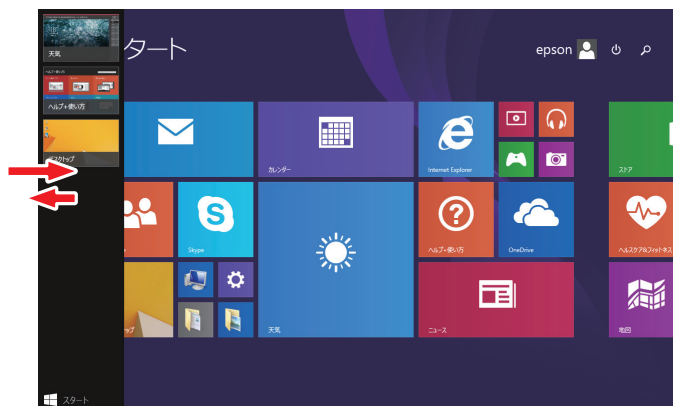 天気
ヘルプ+使い方
デスクトップ
スタート
タート
epson
カレンダー
Internet Explorer
ストア
Skype
天気
ヘルプ+使い方
OneDrive
ヘルスケア&フィットネス
ップ
ニュース
地図